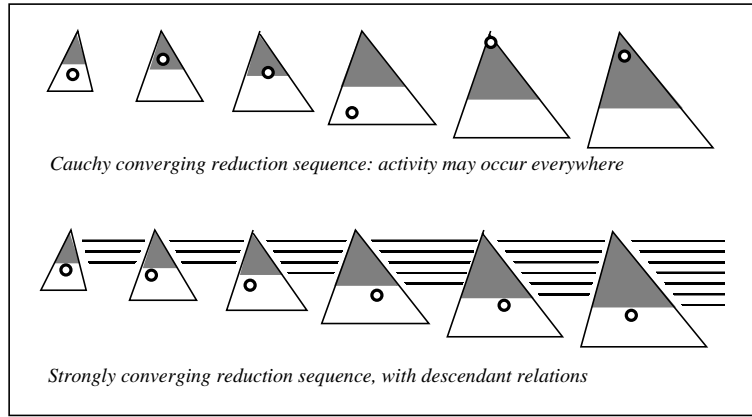 Cauchy converging reduction sequence: activity may occur everywhere
Strongly converging reduction sequence, with descendant relations